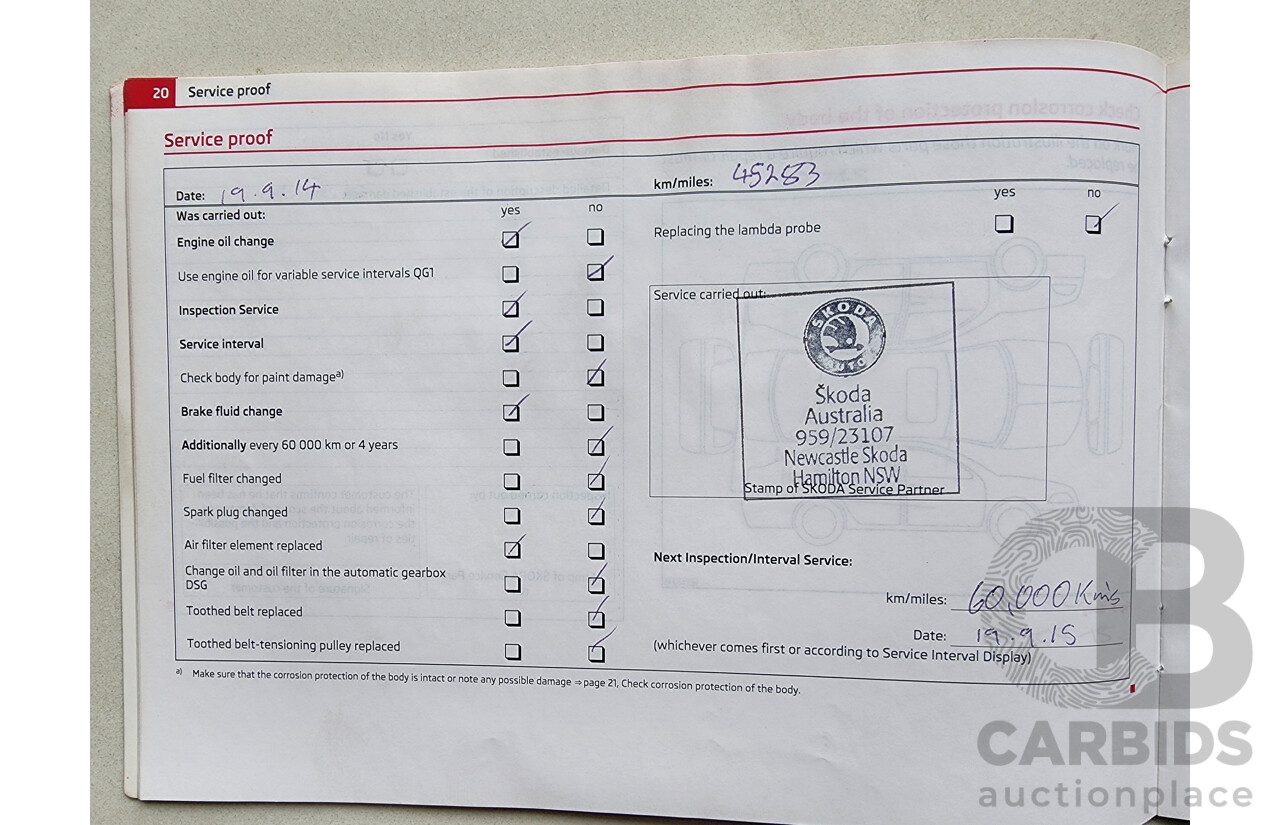 20 Service proof
Service proof
Date: 19.9.14
km/miles: 45283
Was carried out: yes no
yes no
Engine oil change
Replacing the lambda probe
Use engine oil for variable service intervals QG1
Inspection Service
Service interval
Check body for paint damage a)
Brake fluid change
Additionally every 60 000 km or 4 years
Fuel filter changed
Spark plug changed
Air filter element replaced
Change oil and oil filter in the automatic gearbox
DSG
Toothed belt replaced
Toothed belt-tensioning pulley replaced
Service carried out:
SKODA
AUTO
Škoda
Australia
959/23107
Newcastle Skoda
Hamilton NSW
Stamp of ŠKODA Service Partner
Next Inspection/Interval Service:
km/miles: 60,000 Km's
Date: 19.9.15
(whichever comes first or according to Service Interval Display)
a) Make sure that the corrosion protection of the body is intact or note any possible damage ⇒ page 21, Check corrosion protection of the body.
CB
CARBIDS
auctionplace